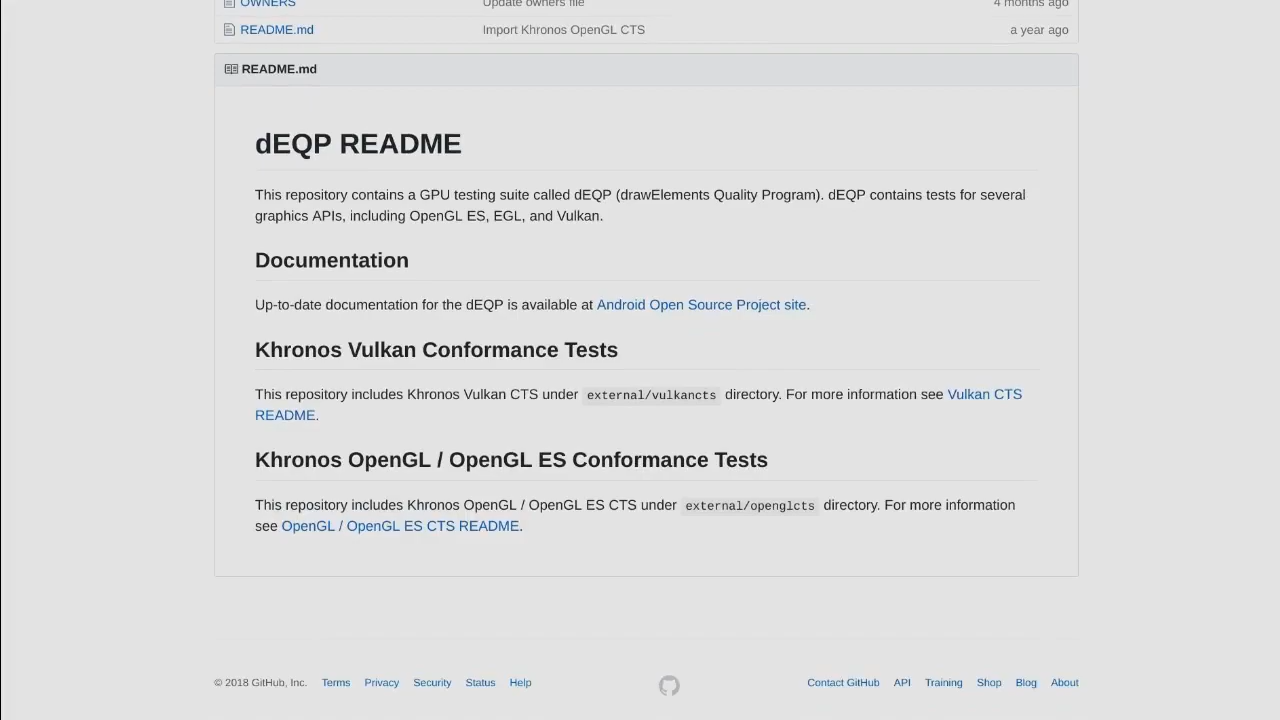 OWNERS Update owners file 4 months ago
README.md Import Khronos OpenGL CTS a year ago
README.md
dEQP README
This repository contains a GPU testing suite called dEQP (drawElements Quality Program). dEQP contains tests for several
graphics APIs, including OpenGL ES, EGL, and Vulkan.
Documentation
Up-to-date documentation for the dEQP is available at Android Open Source Project site.
Khronos Vulkan Conformance Tests
This repository includes Khronos Vulkan CTS under external/vulkancts directory. For more information see Vulkan CTS
README.
Khronos OpenGL / OpenGL ES Conformance Tests
This repository includes Khronos OpenGL / OpenGL ES CTS under external/openglcts directory. For more information
see OpenGL / OpenGL ES CTS README.
© 2018 GitHub, Inc. Terms Privacy Security Status Help Contact GitHub API Training Shop Blog About